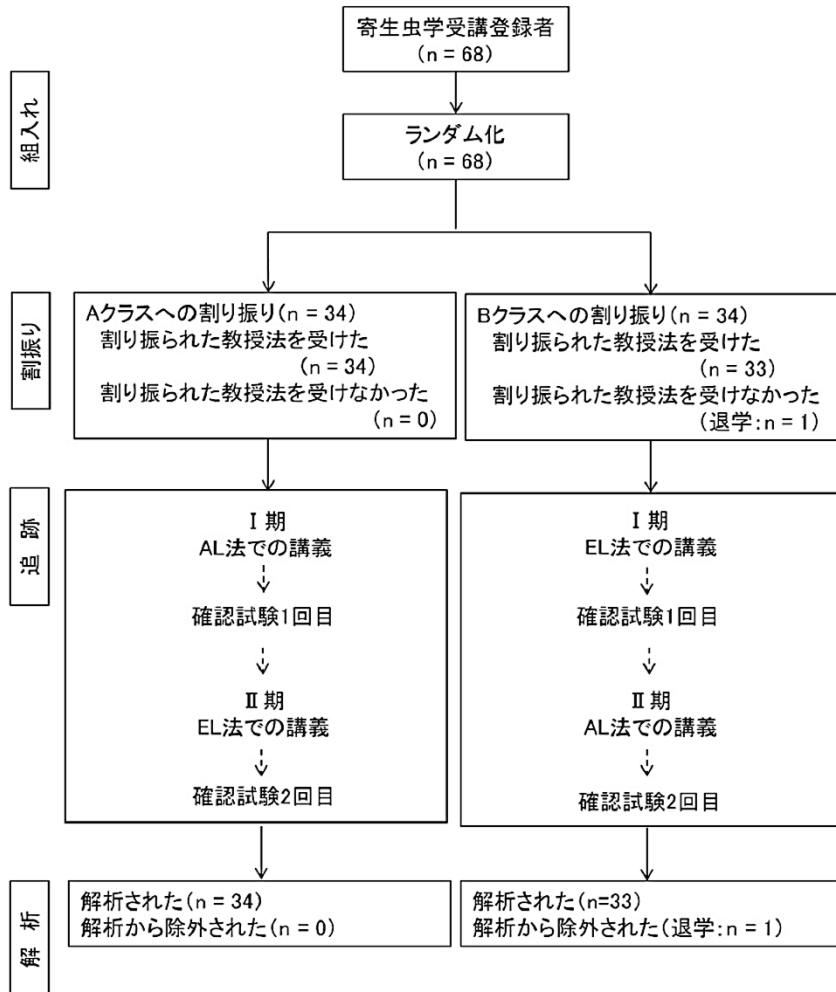 寄生虫学受講登録者
(n = 68)
組入れ
ランダム化
(n = 68)
割振り
Aクラスへの割り振り(n = 34)
割り振られた教授法を受けた
(n = 34)
割り振られた教授法を受けなかった
(n = 0)
Bクラスへの割り振り(n = 34)
割り振られた教授法を受けた
(n = 33)
割り振られた教授法を受けなかった
(退学:n = 1)
追跡
Ⅰ期
AL法での講義
確認試験1回目
Ⅱ期
EL法での講義
確認試験2回目
Ⅰ期
EL法での講義
確認試験1回目
Ⅱ期
AL法での講義
確認試験2回目
解析
解析された(n = 34)
解析から除外された(n = 0)
解析された(n=33)
解析から除外された(退学:n = 1)